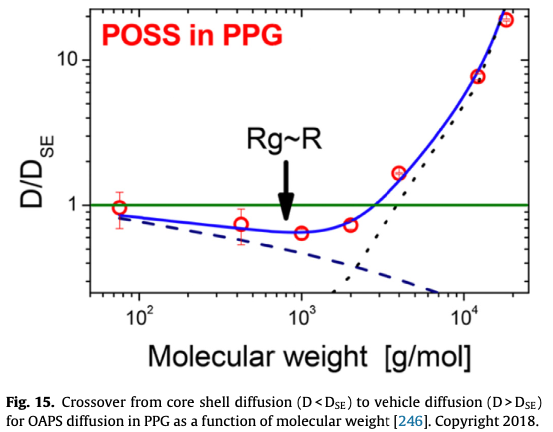 POSS in PPG
10
Rg~R
D/DSE
1
10² 10³ 10⁴
Molecular weight [g/mol]
Fig. 15. Crossover from core shell diffusion (D < DSE) to vehicle diffusion (D > DSE)
for OAPS diffusion in PPG as a function of molecular weight [246]. Copyright 2018.